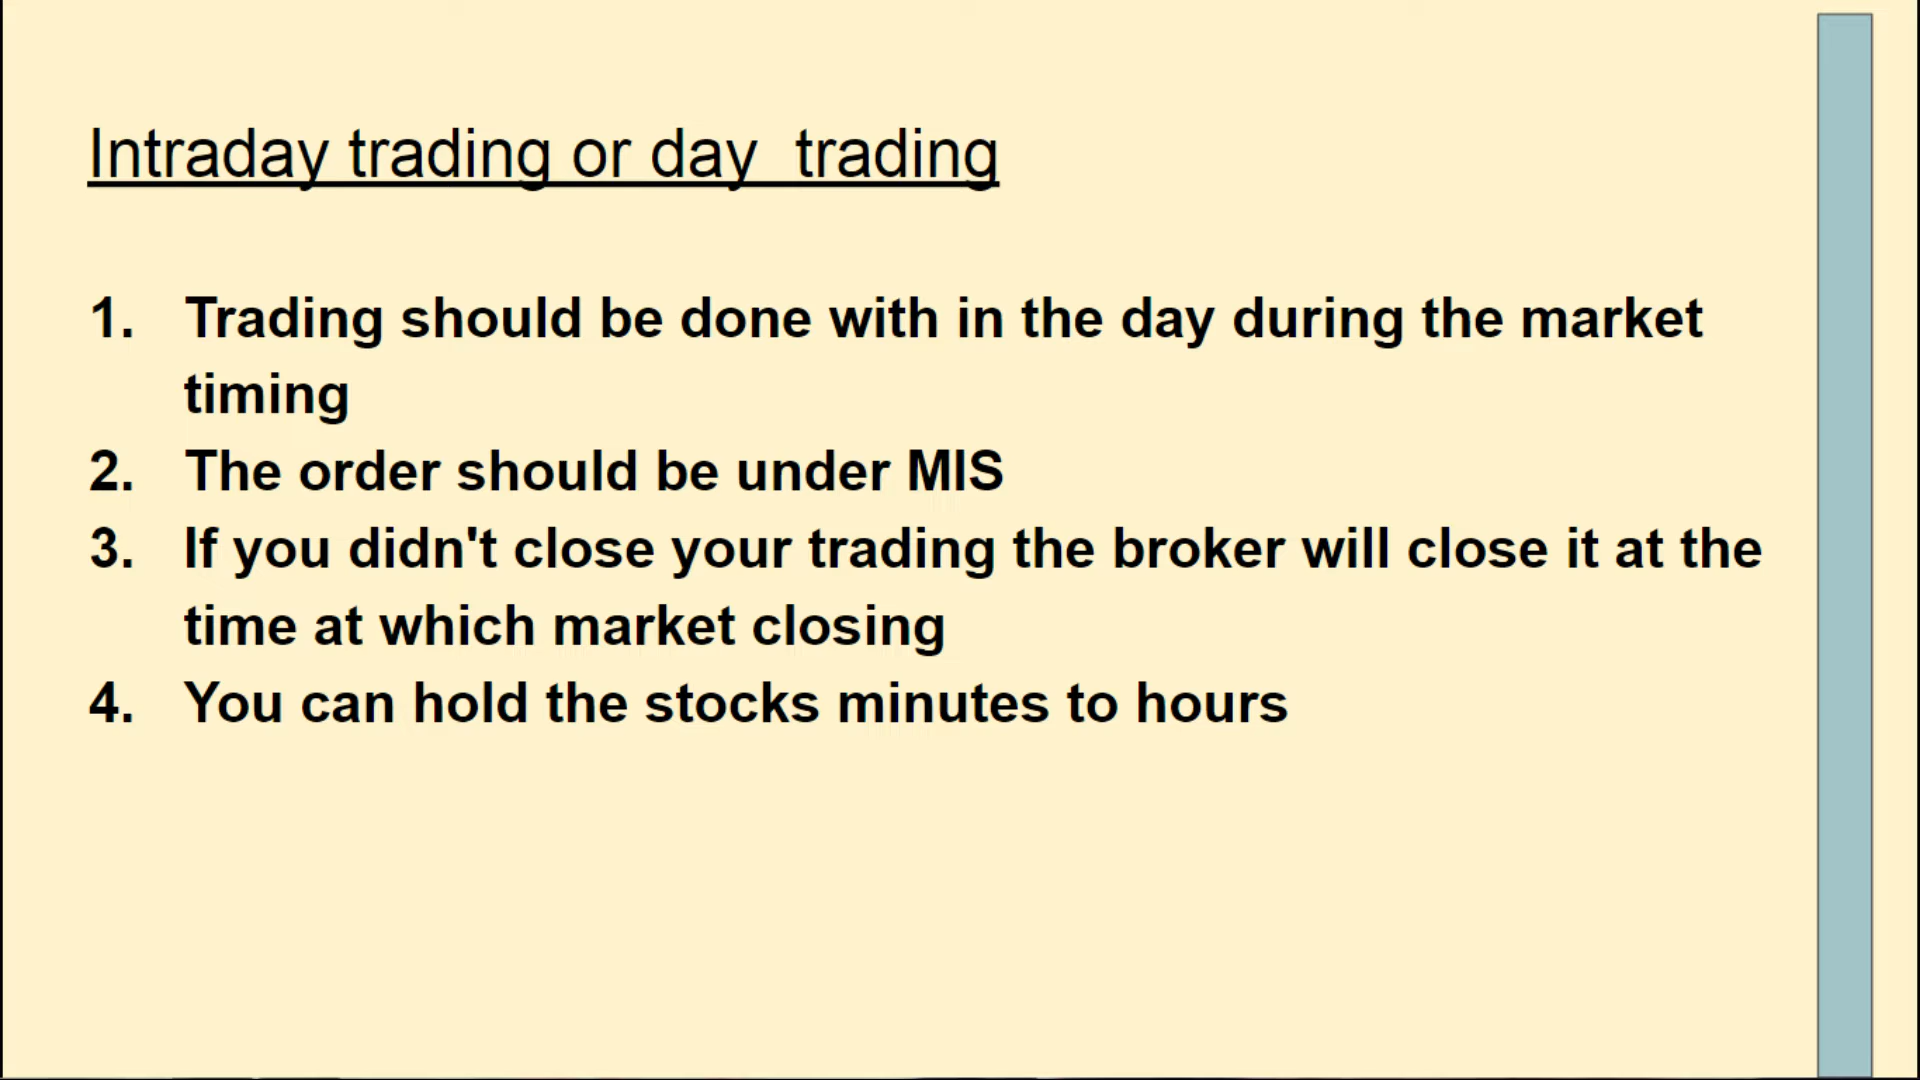 Intraday trading or day  trading
1. Trading should be done with in the day during the market
timing
2. The order should be under MIS
3. If you didn't close your trading the broker will close it at the
time at which market closing
4. You can hold the stocks minutes to hours